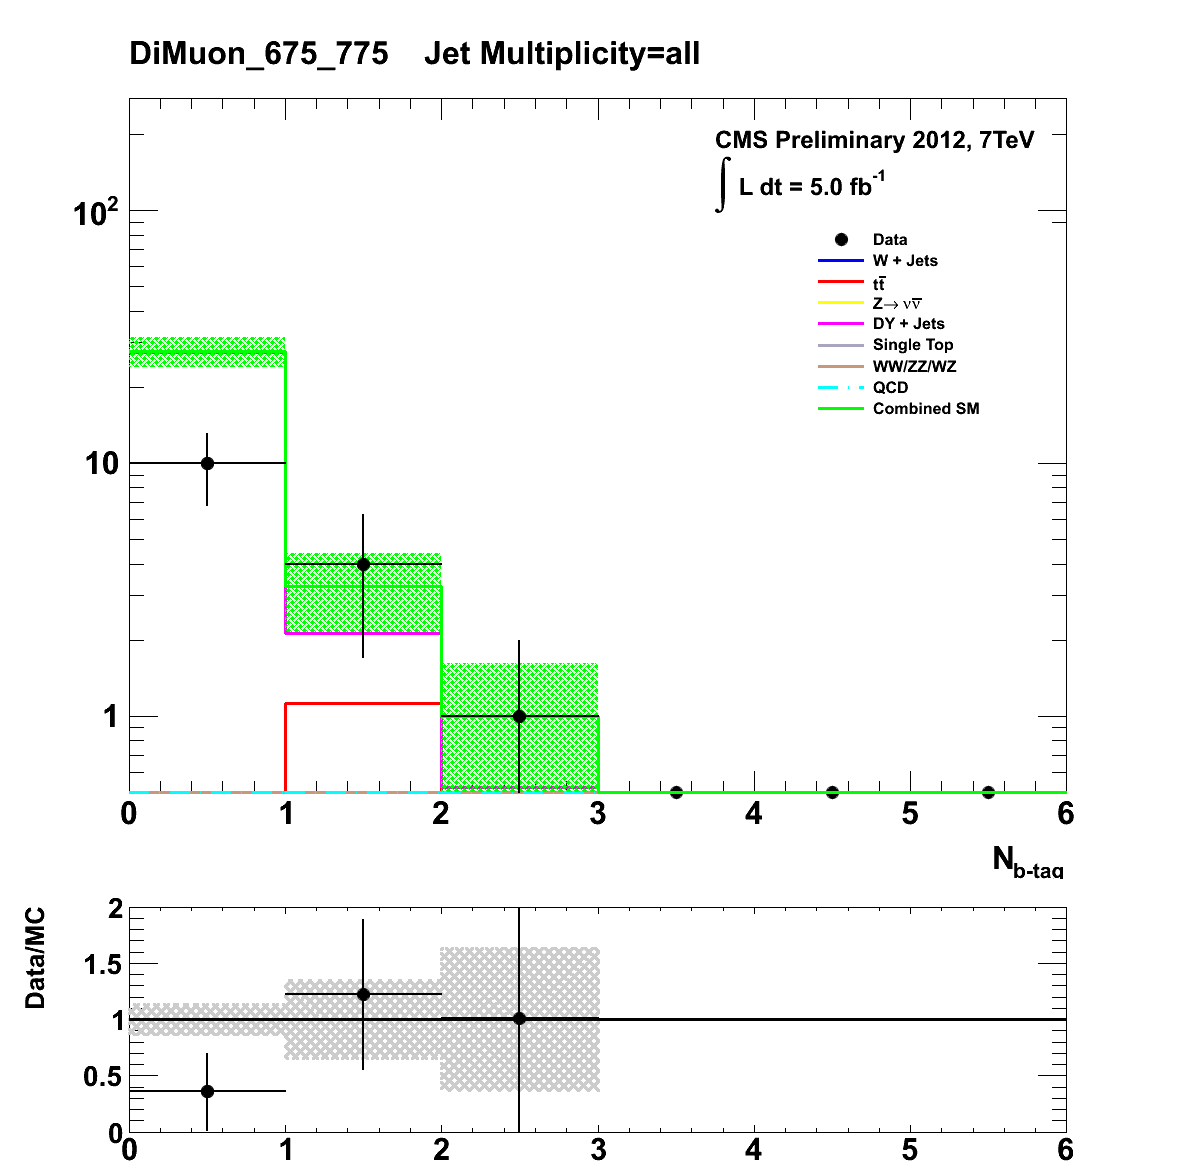 DiMuon_675_775 Jet Multiplicity=all
CMS Preliminary 2012, 7TeV
∫ L dt = 5.0 fb⁻¹
Data
W + Jets
tt̅
Z→ νν̅
DY + Jets
Single Top
WW/ZZ/WZ
QCD
Combined SM
10²
10
1
0 1 2 3 4 5 6
N_b-tag
Data/MC
2
1.5
1
0.5
0
0 1 2 3 4 5 6